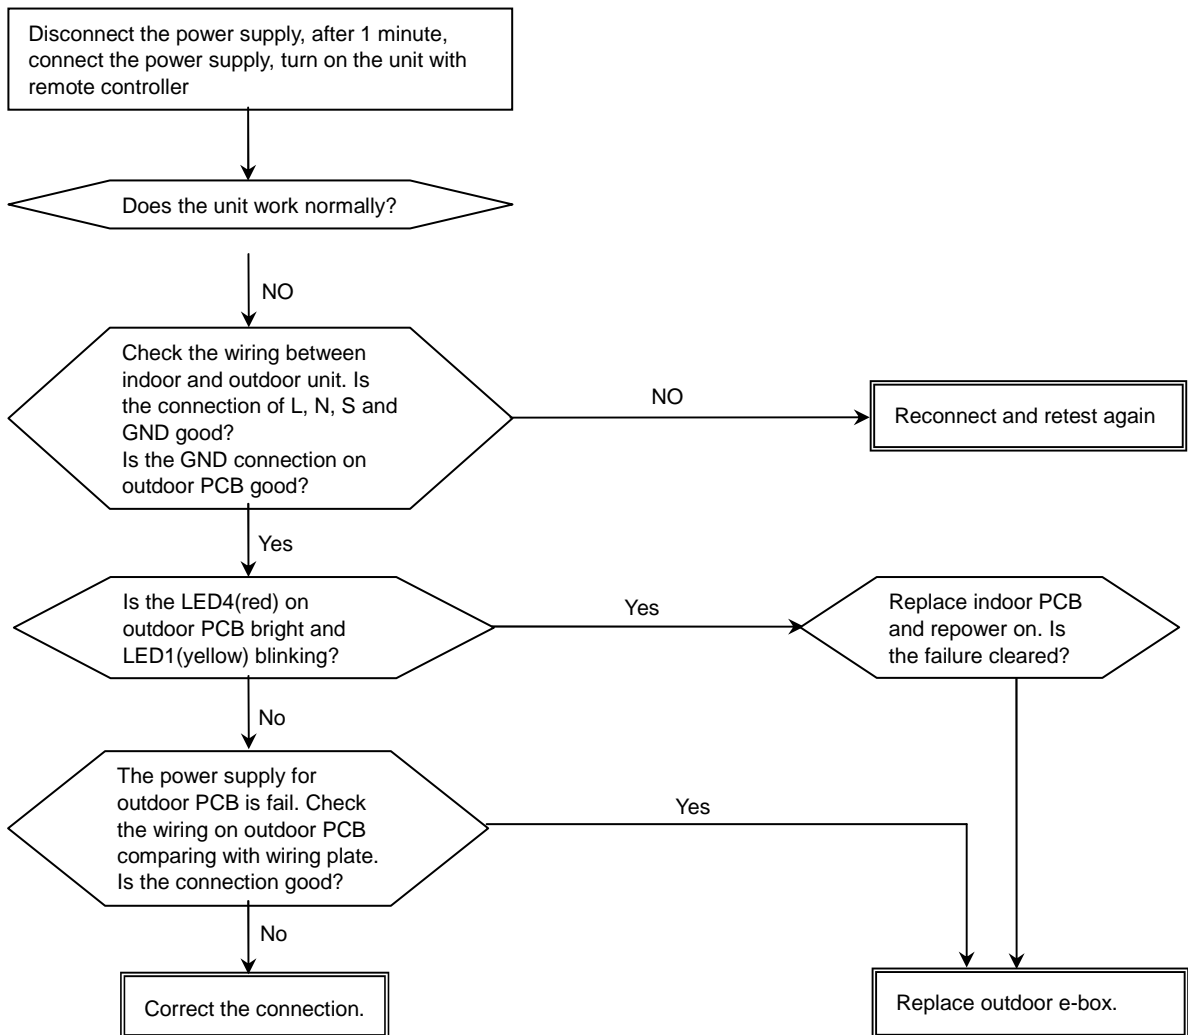 Disconnect the power supply, after 1 minute,
connect the power supply, turn on the unit with
remote controller
Does the unit work normally?
NO
Check the wiring between
indoor and outdoor unit. Is
the connection of L, N, S and
GND good?
Is the GND connection on
outdoor PCB good?
NO
Reconnect and retest again
Yes
Is the LED4(red) on
outdoor PCB bright and
LED1(yellow) blinking?
Yes
Replace indoor PCB
and repower on. Is
the failure cleared?
No
The power supply for
outdoor PCB is fail. Check
the wiring on outdoor PCB
comparing with wiring plate.
Is the connection good?
Yes
No
Correct the connection.
Replace outdoor e-box.